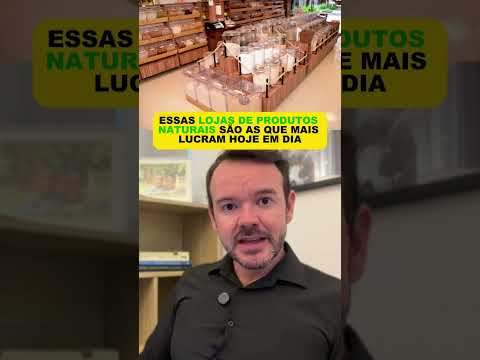 ESSAS LOJAS DE PRODUTOS
NATURAIS SÃO AS QUE MAIS
LUCRAM HOJE EM DIA